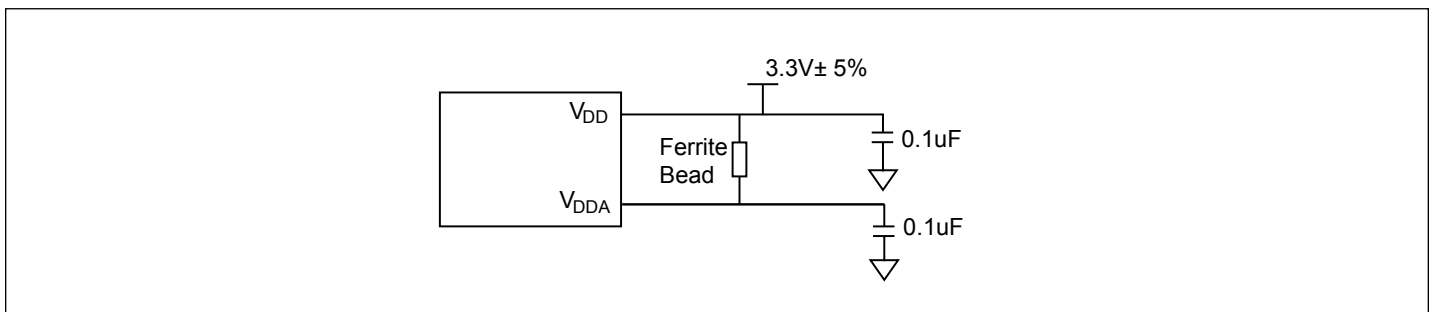 3.3V± 5%
VDD
0.1uF
Ferrite
Bead
VDDA
0.1uF